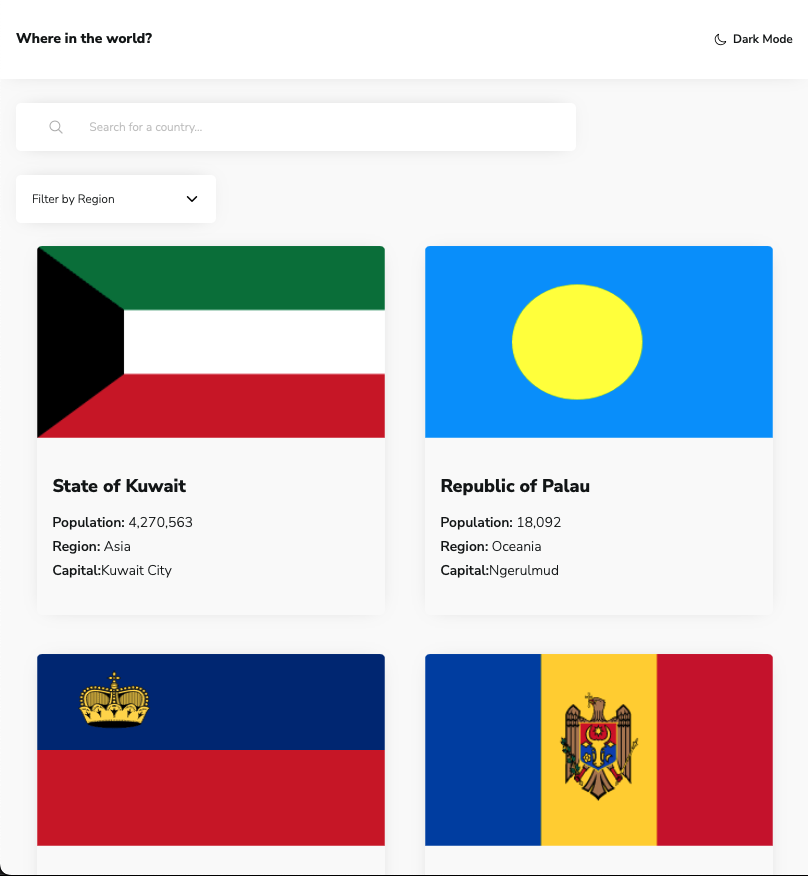 Where in the world?
Dark Mode
Search for a country...
Filter by Region
State of Kuwait
Population: 4,270,563
Region: Asia
Capital:Kuwait City
Republic of Palau
Population: 18,092
Region: Oceania
Capital:Ngerulmud